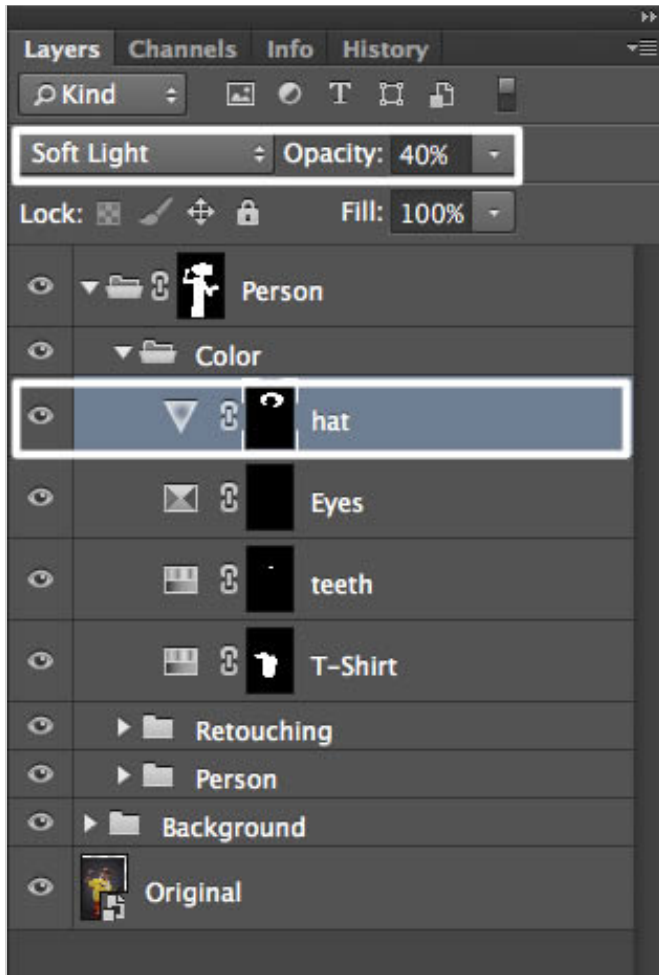 Layers Channels Info History
Kind
Soft Light Opacity: 40%
Lock: Fill: 100%
Person
Color
hat
Eyes
teeth
T-Shirt
Retouching
Person
Background
Original